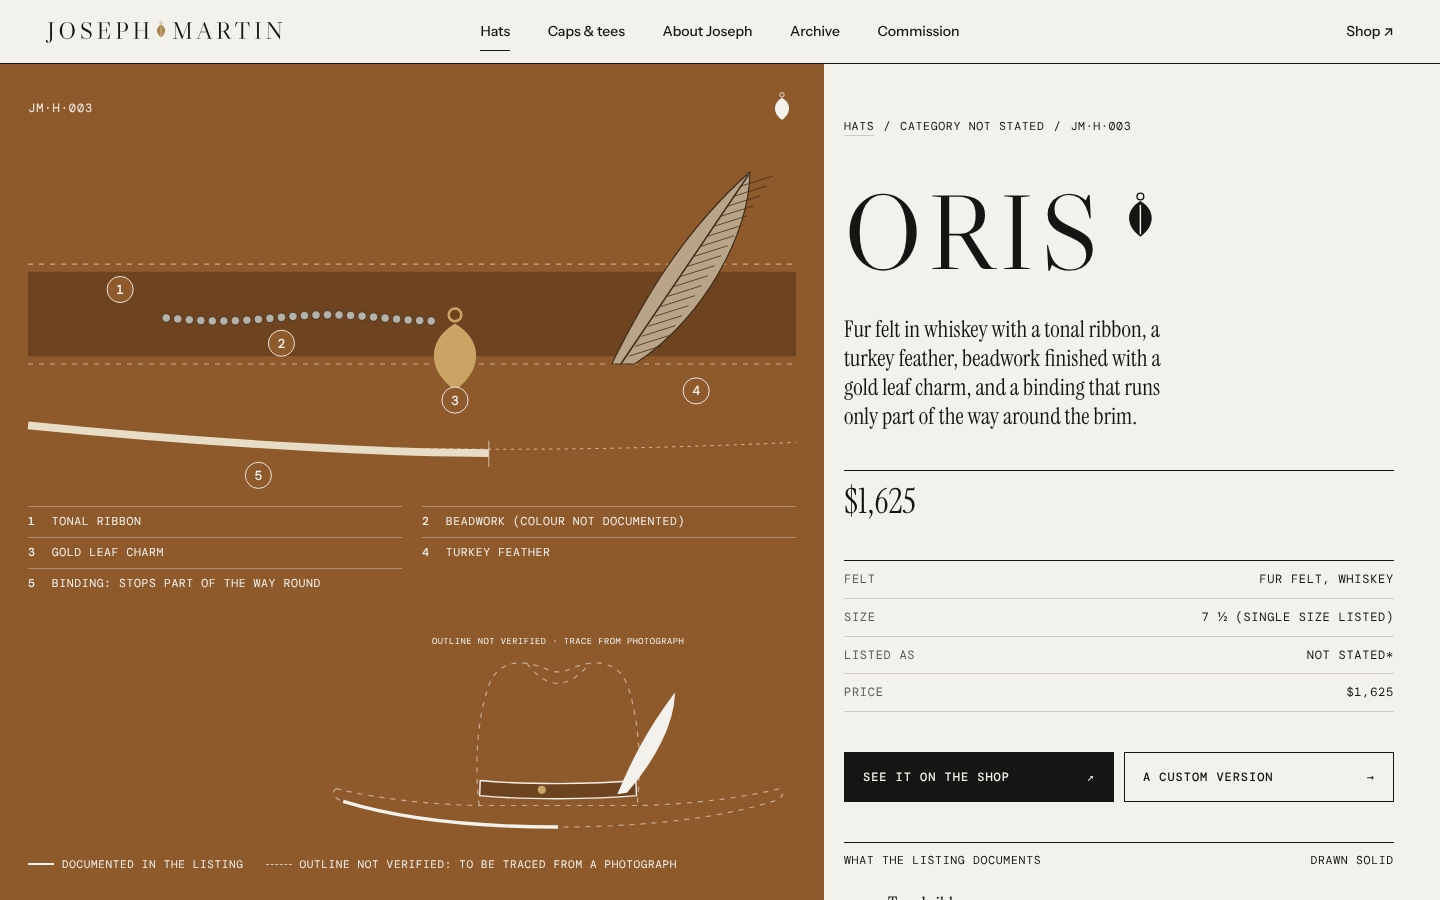 JOSEPH MARTIN
Hats
Caps & tees
About Joseph
Archive
Commission
Shop ↗
JM·H·003
1
2
3
4
5
1 TONAL RIBBON
2 BEADWORK (COLOUR NOT DOCUMENTED)
3 GOLD LEAF CHARM
4 TURKEY FEATHER
5 BINDING: STOPS PART OF THE WAY ROUND
OUTLINE NOT VERIFIED · TRACE FROM PHOTOGRAPH
DOCUMENTED IN THE LISTING
OUTLINE NOT VERIFIED: TO BE TRACED FROM A PHOTOGRAPH
HATS / CATEGORY NOT STATED / JM·H·003
ORIS
Fur felt in whiskey with a tonal ribbon, a
turkey feather, beadwork finished with a
gold leaf charm, and a binding that runs
only part of the way around the brim.
$1,625
FELT FUR FELT, WHISKEY
SIZE 7 ½ (SINGLE SIZE LISTED)
LISTED AS NOT STATED*
PRICE $1,625
SEE IT ON THE SHOP ↗
A CUSTOM VERSION →
WHAT THE LISTING DOCUMENTS DRAWN SOLID